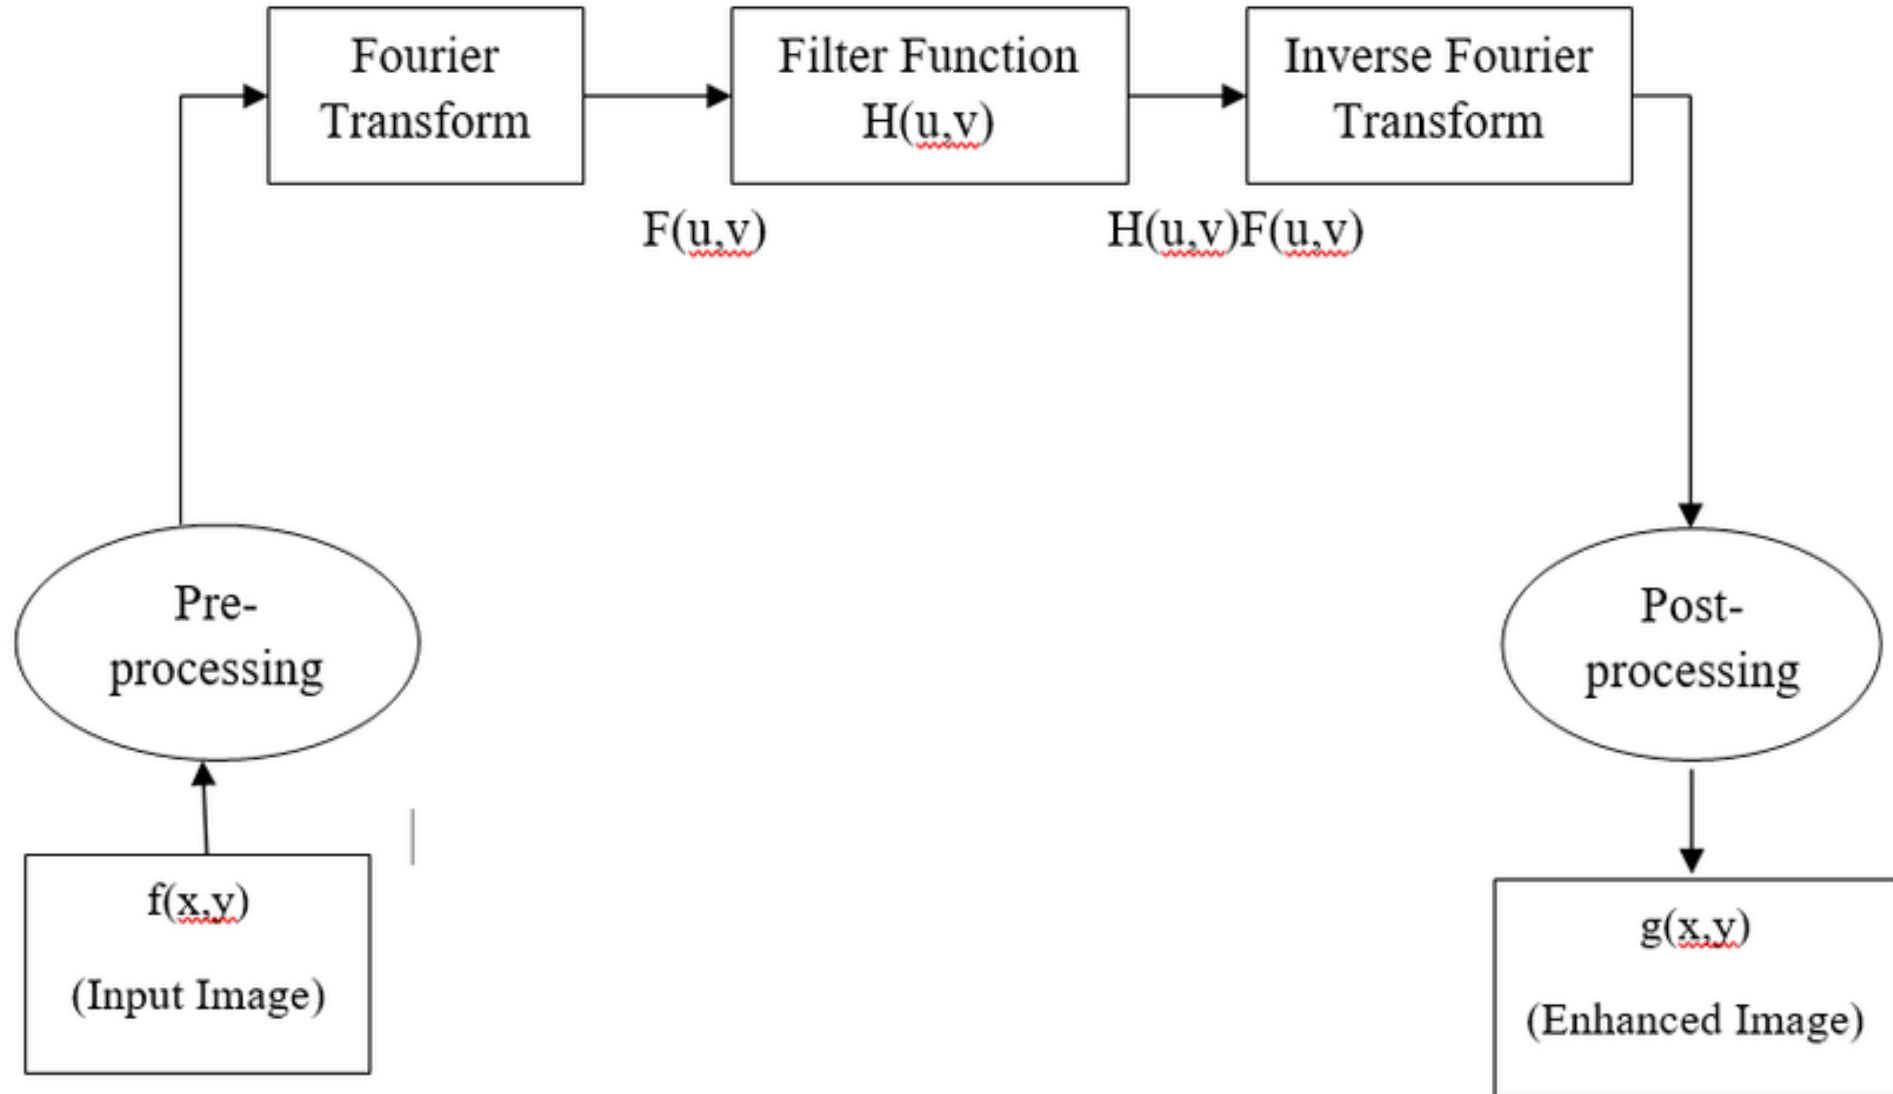 Fourier
Transform
Filter Function
H(u,v)
Inverse Fourier
Transform
F(u,v)
H(u,v)F(u,v)
Pre-
processing
Post-
processing
f(x,y)
(Input Image)
g(x,y)
(Enhanced Image)